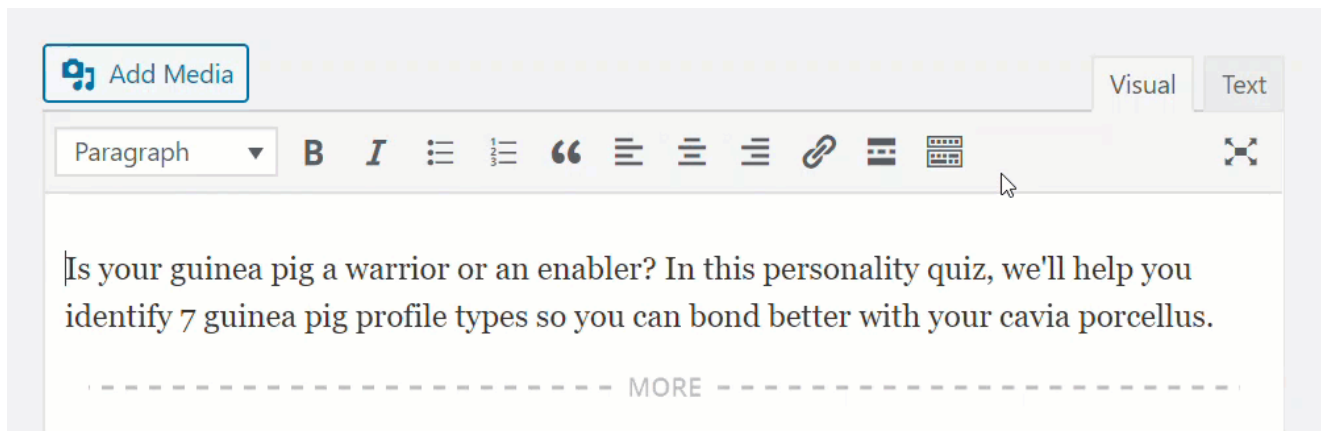 Add Media
Visual
Text
Paragraph
Is your guinea pig a warrior or an enabler? In this personality quiz, we'll help you
identify 7 guinea pig profile types so you can bond better with your cavia porcellus.
MORE